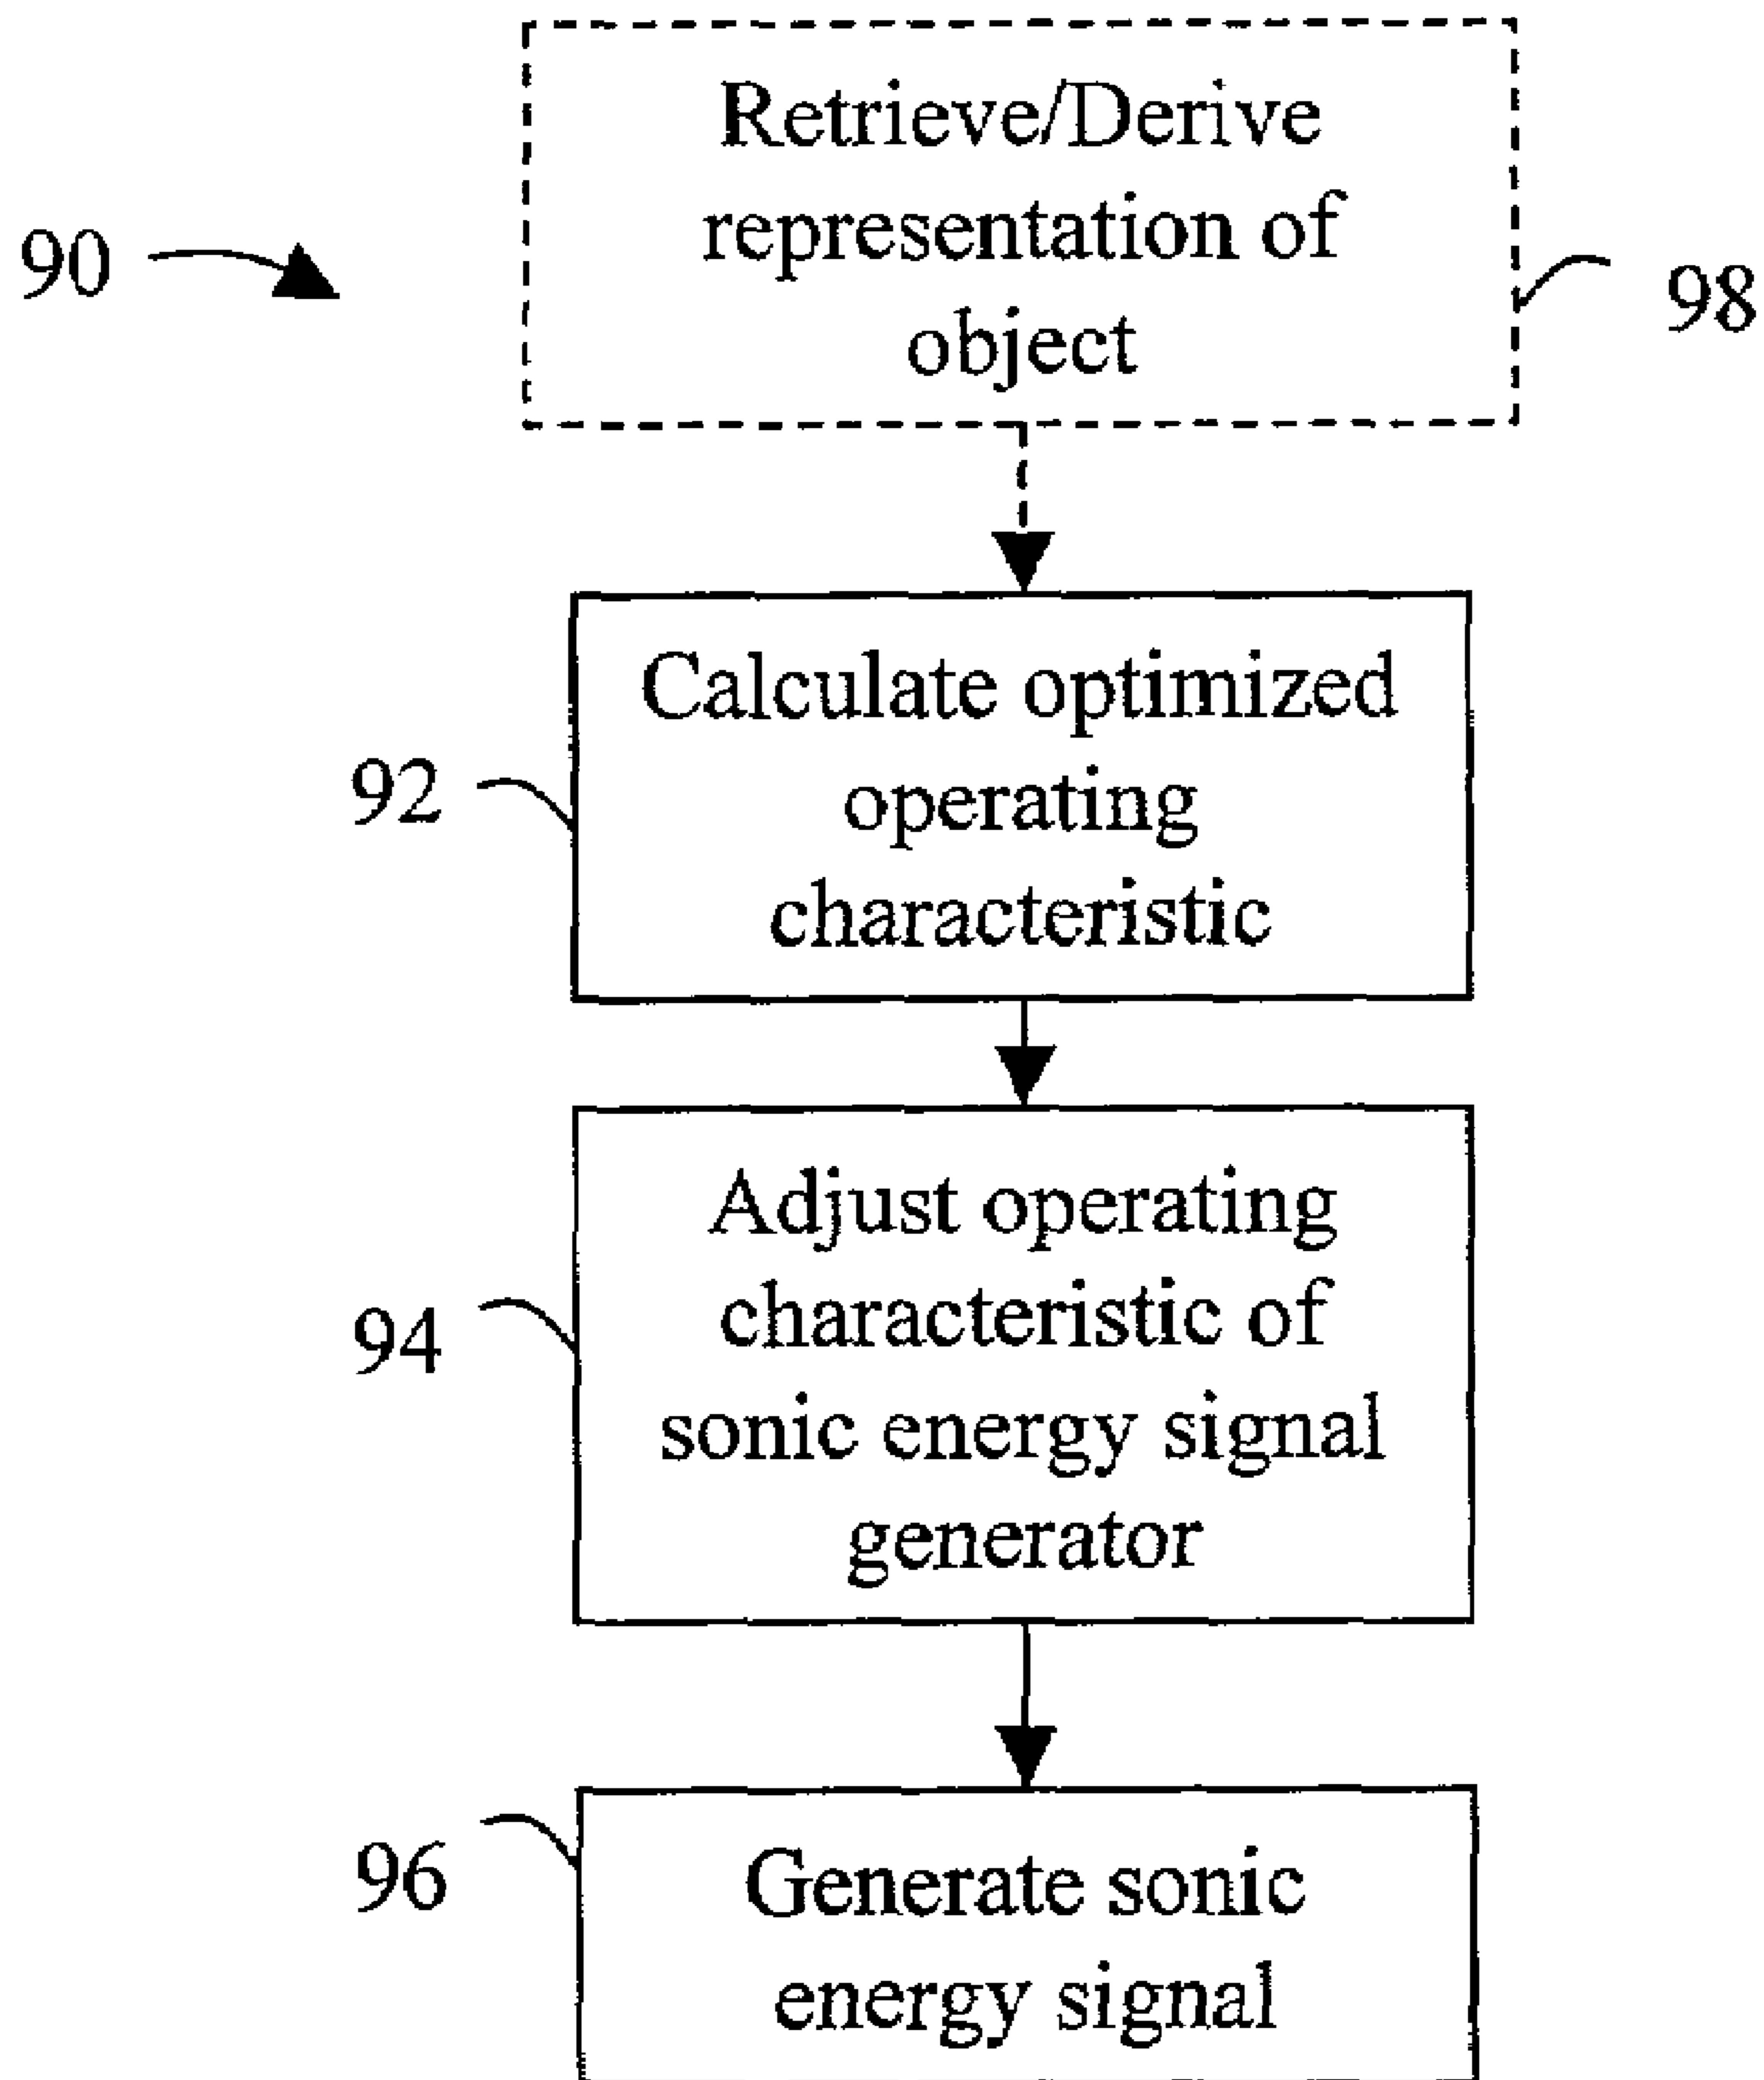 Retrieve/Derive
representation of
object
90
98
Calculate optimized
operating
characteristic
92
Adjust operating
characteristic of
sonic energy signal
generator
94
Generate sonic
energy signal
96